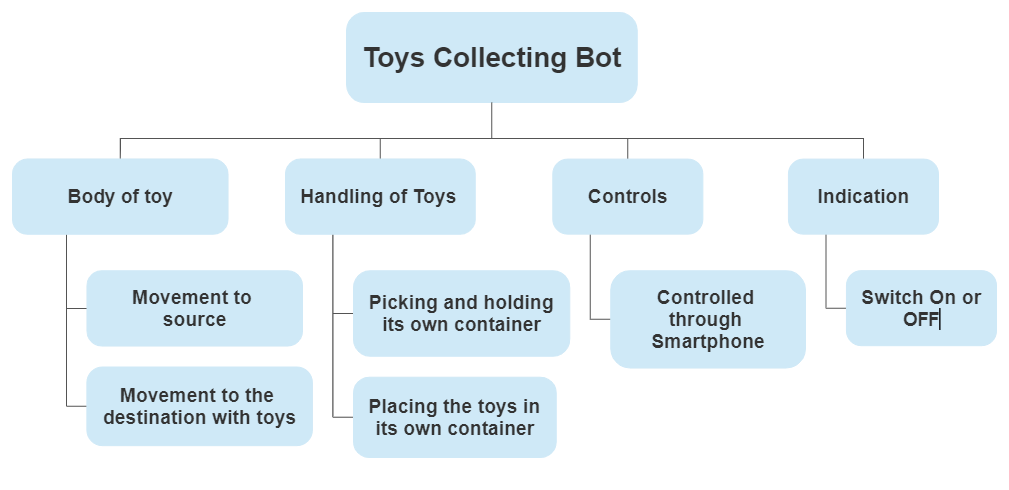 Toys Collecting Bot
Body of toy
Handling of Toys
Controls
Indication
Movement to
source
Movement to the
destination with toys
Picking and holding
its own container
Placing the toys in
its own container
Controlled
through
Smartphone
Switch On or
OFF